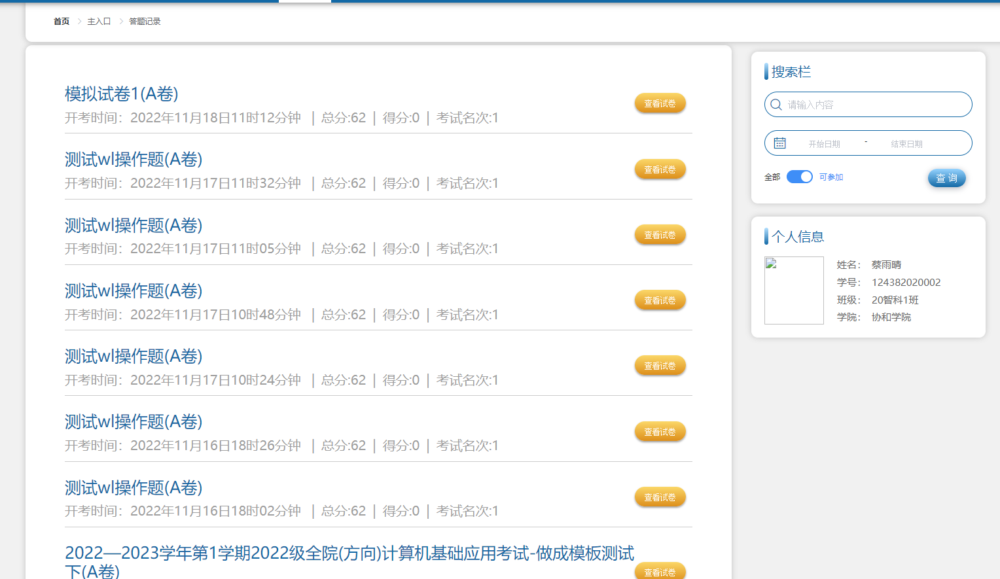 首页 主入口 答题记录
模拟试卷1(A卷)
查看试卷
开考时间：2022年11月18日11时12分钟 | 总分:62 | 得分:0 | 考试名次:1
测试wl操作题(A卷)
查看试卷
开考时间：2022年11月17日11时32分钟 | 总分:62 | 得分:0 | 考试名次:1
测试wl操作题(A卷)
查看试卷
开考时间：2022年11月17日11时05分钟 | 总分:62 | 得分:0 | 考试名次:1
测试wl操作题(A卷)
查看试卷
开考时间：2022年11月17日10时48分钟 | 总分:62 | 得分:0 | 考试名次:1
测试wl操作题(A卷)
查看试卷
开考时间：2022年11月17日10时24分钟 | 总分:62 | 得分:0 | 考试名次:1
测试wl操作题(A卷)
查看试卷
开考时间：2022年11月16日18时26分钟 | 总分:62 | 得分:0 | 考试名次:1
测试wl操作题(A卷)
查看试卷
开考时间：2022年11月16日18时02分钟 | 总分:62 | 得分:0 | 考试名次:1
2022—2023学年第1学期2022级全院(方向)计算机基础应用考试-做成模板测试
下(A卷)
查看试卷
搜索栏
请输入内容
开始日期 - 结束日期
全部 可参加 查 询
个人信息
姓名： 蔡雨晴
学号： 124382020002
班级： 20智科1班
学院： 协和学院